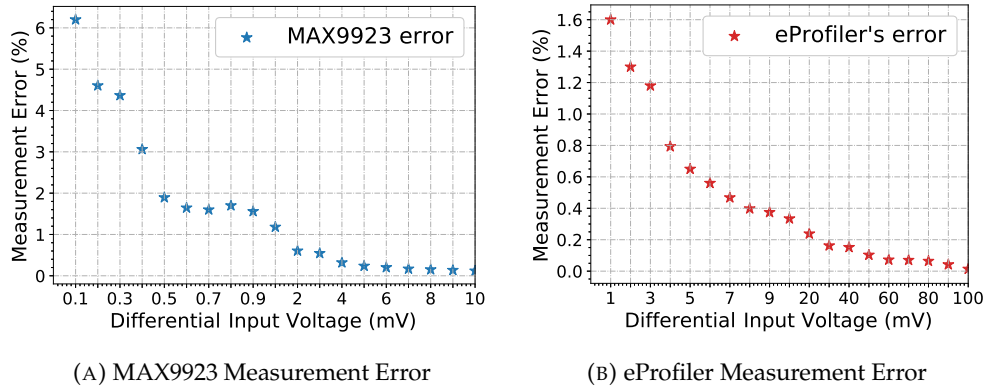 MAX9923 error
Measurement Error (%)
6
5
4
3
2
1
0
0.1 0.3 0.5 0.7 0.9 2 4 6 8 10
Differential Input Voltage (mV)
(A) MAX9923 Measurement Error
eProfiler's error
Measurement Error (%)
1.6
1.4
1.2
1.0
0.8
0.6
0.4
0.2
0.0
1 3 5 7 9 20 40 60 80 100
Differential Input Voltage (mV)
(B) eProfiler Measurement Error